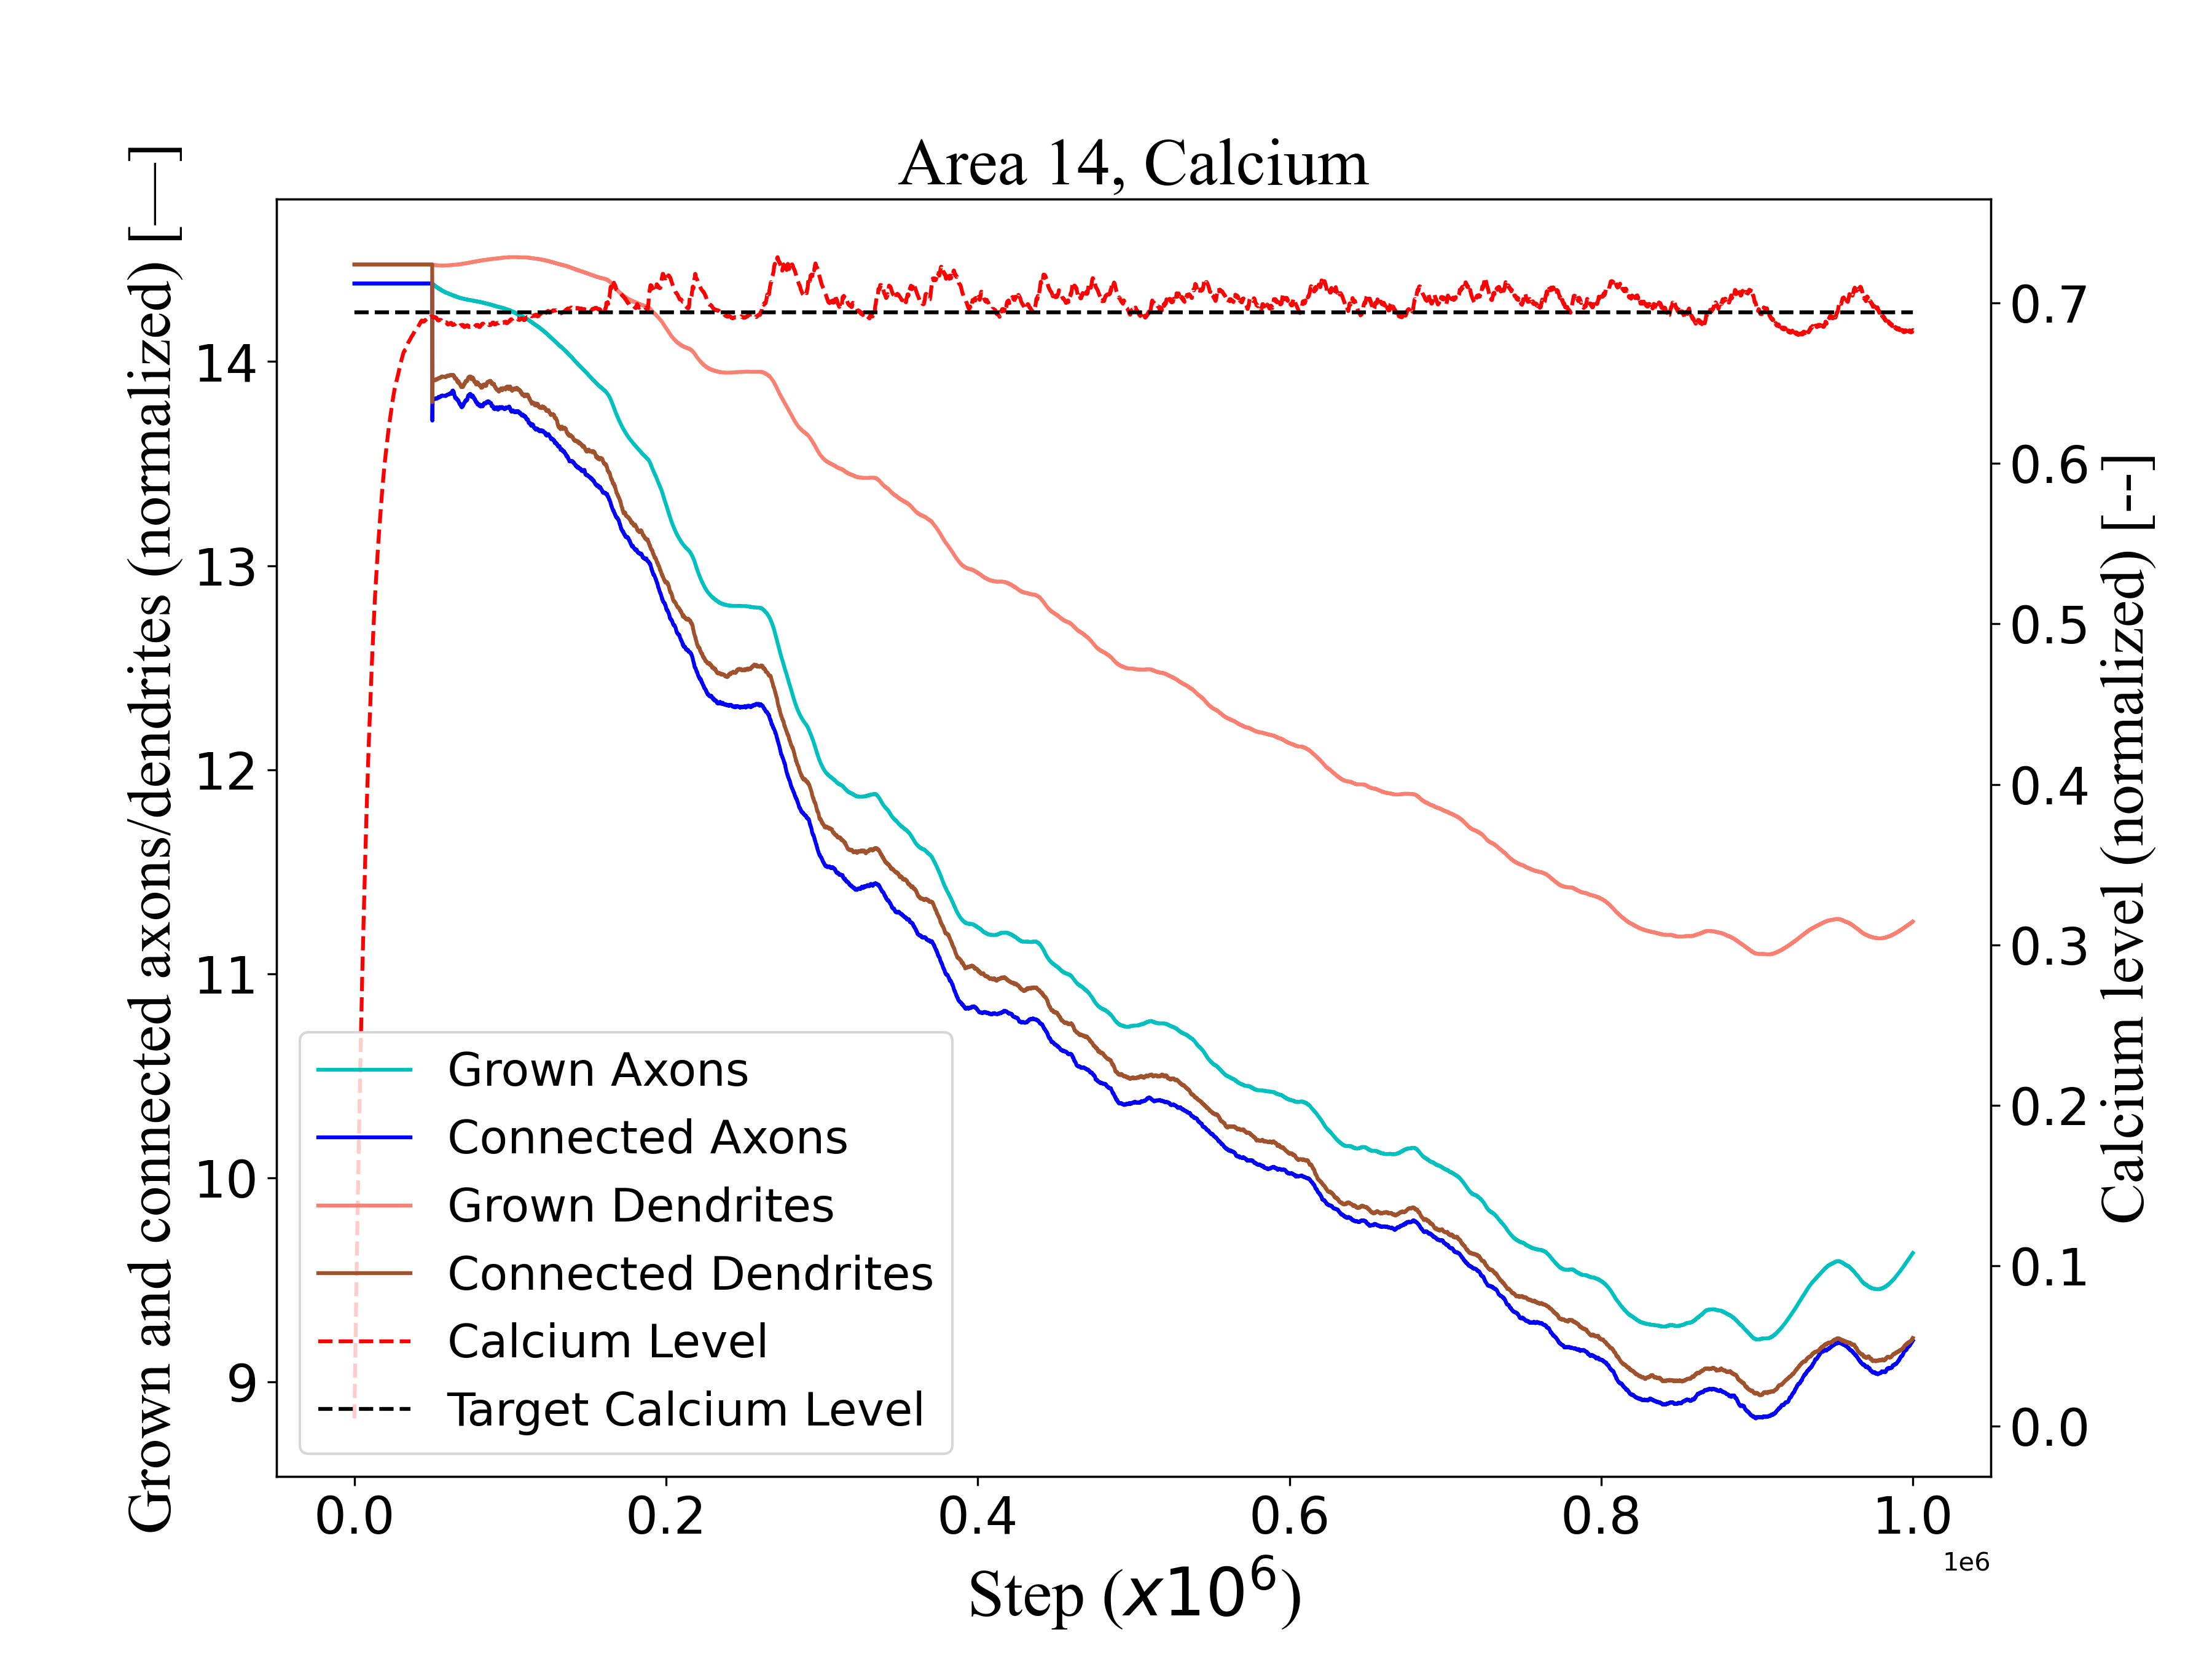 Area 14, Calcium
Grown and connected axons/dendrites (normalized) [—]
14
13
12
11
10
9
Grown Axons
Connected Axons
Grown Dendrites
Connected Dendrites
Calcium Level
Target Calcium Level
0.7
0.6
0.5
0.4
0.3
0.2
0.1
0.0
Calcium level (normalized) [--]
0.0 0.2 0.4 0.6 0.8 1.0
1e6
Step (x10⁶)